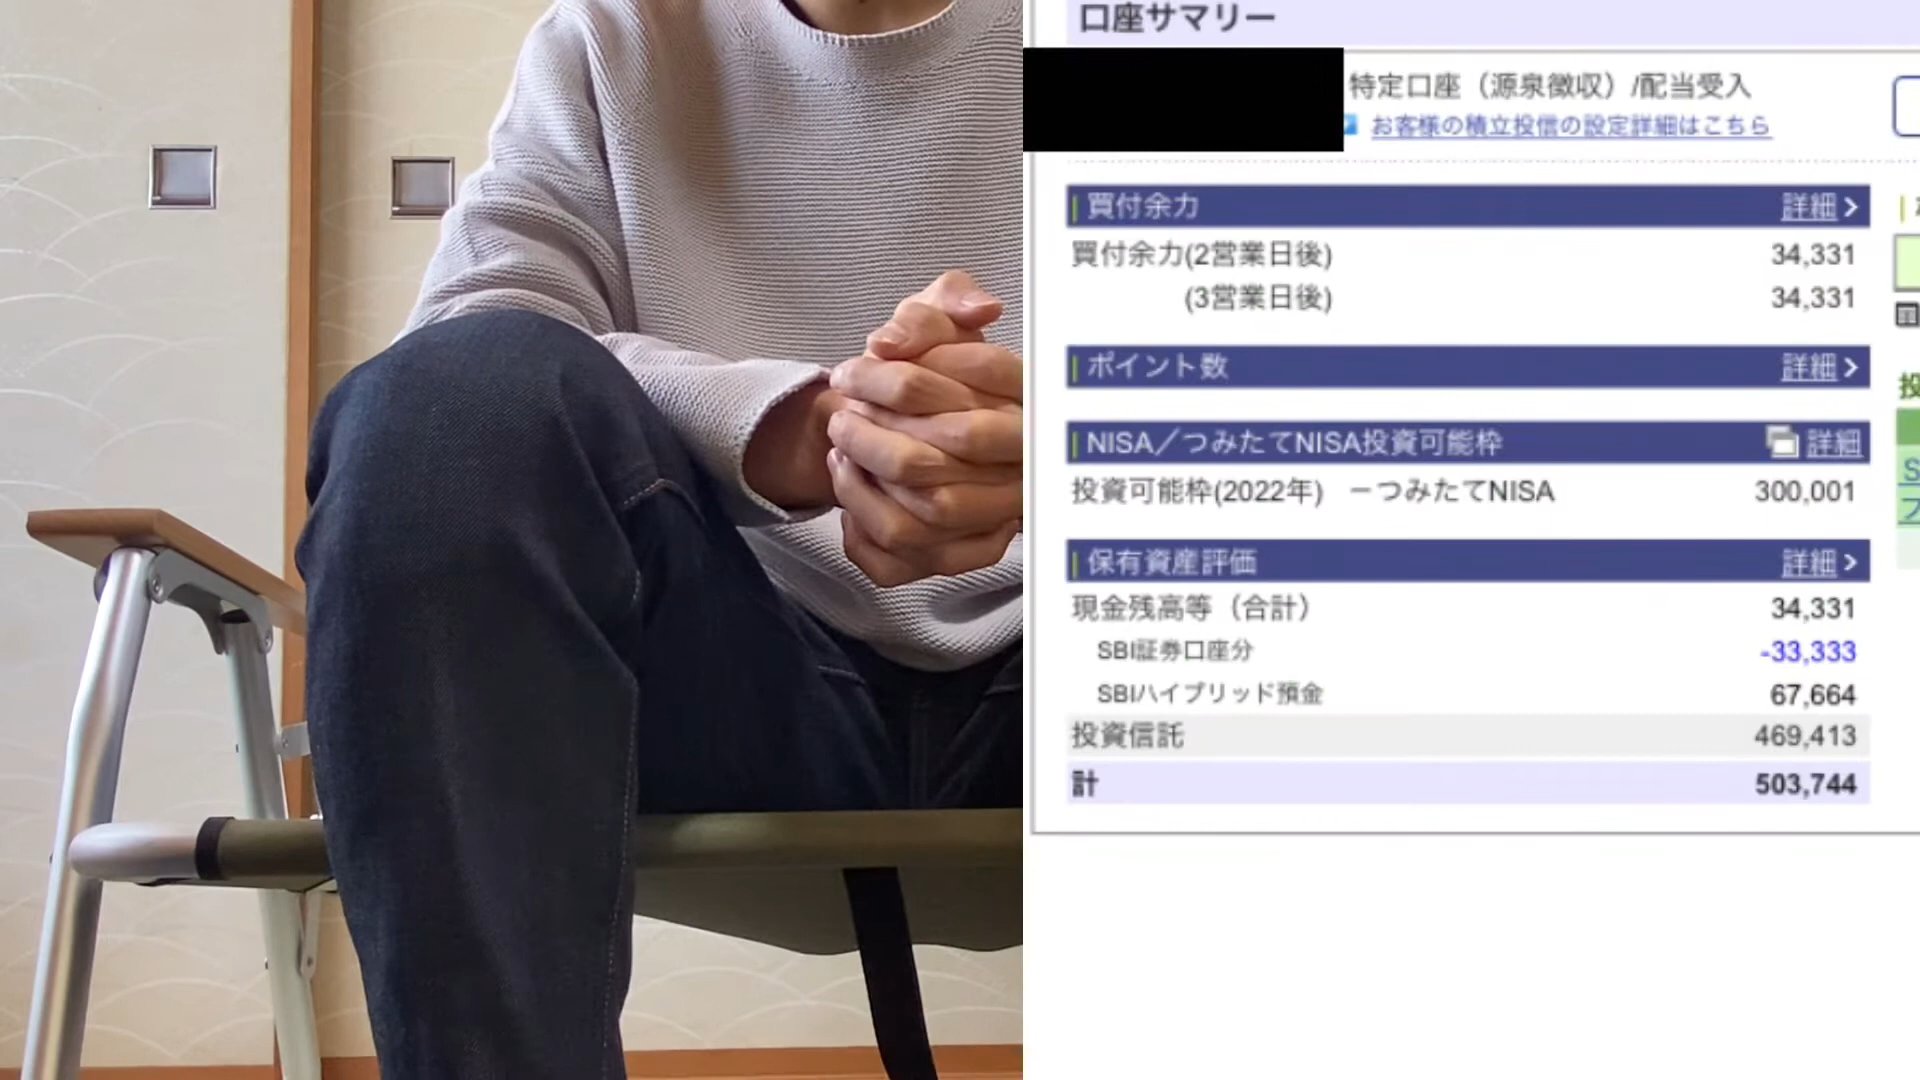 口座サマリー
特定口座（源泉徴収）/配当受入
お客様の積立投信の設定詳細はこちら
買付余力 詳細
買付余力(2営業日後) 34,331
(3営業日後) 34,331
ポイント数 詳細
NISA／つみたてNISA投資可能枠 詳細
投資可能枠(2022年) －つみたてNISA 300,001
保有資産評価 詳細
現金残高等（合計） 34,331
SBI証券口座分 -33,333
SBIハイブリッド預金 67,664
投資信託 469,413
計 503,744